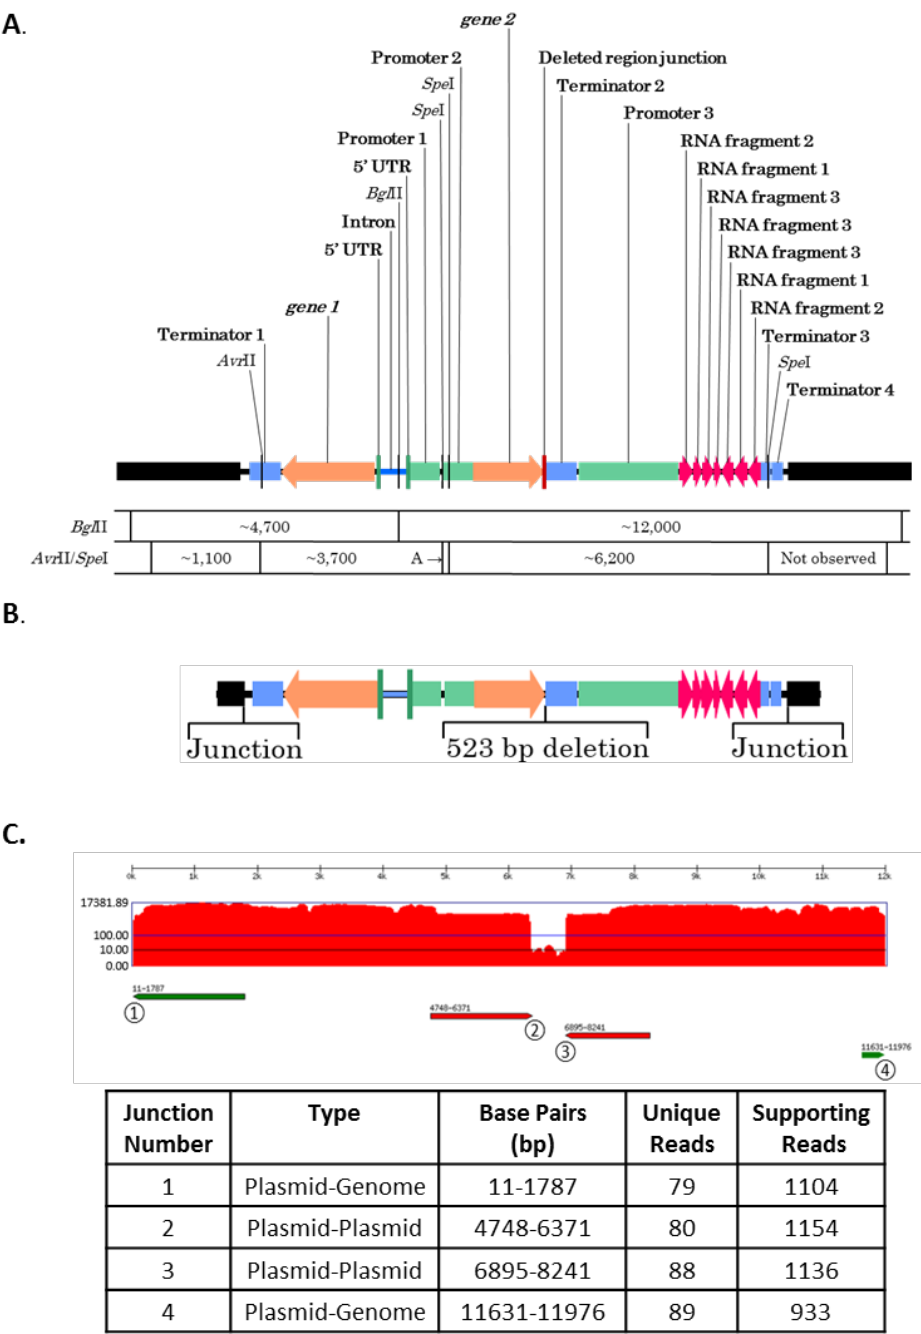 A.
gene 2
Promoter 2
Deleted region junction
SpeI
Terminator 2
SpeI
Promoter 3
Promoter 1
RNA fragment 2
5' UTR
RNA fragment 1
BglII
RNA fragment 3
Intron
RNA fragment 3
5' UTR
RNA fragment 3
RNA fragment 1
gene 1
RNA fragment 2
Terminator 1
Terminator 3
AvrII
SpeI
Terminator 4
BglII ~4,700 ~12,000
AvrII/SpeI ~1,100 ~3,700 A → ~6,200 Not observed
B.
Junction 523 bp deletion Junction
C.
0k 1k 2k 3k 4k 5k 6k 7k 8k 9k 10k 11k 12k
17381.89
100.00
10.00
0.00
11-1787
1
4748-6371
2
6895-8241
3
11631-11976
4
Junction Number Type Base Pairs (bp) Unique Reads Supporting Reads
1 Plasmid-Genome 11-1787 79 1104
2 Plasmid-Plasmid 4748-6371 80 1154
3 Plasmid-Plasmid 6895-8241 88 1136
4 Plasmid-Genome 11631-11976 89 933